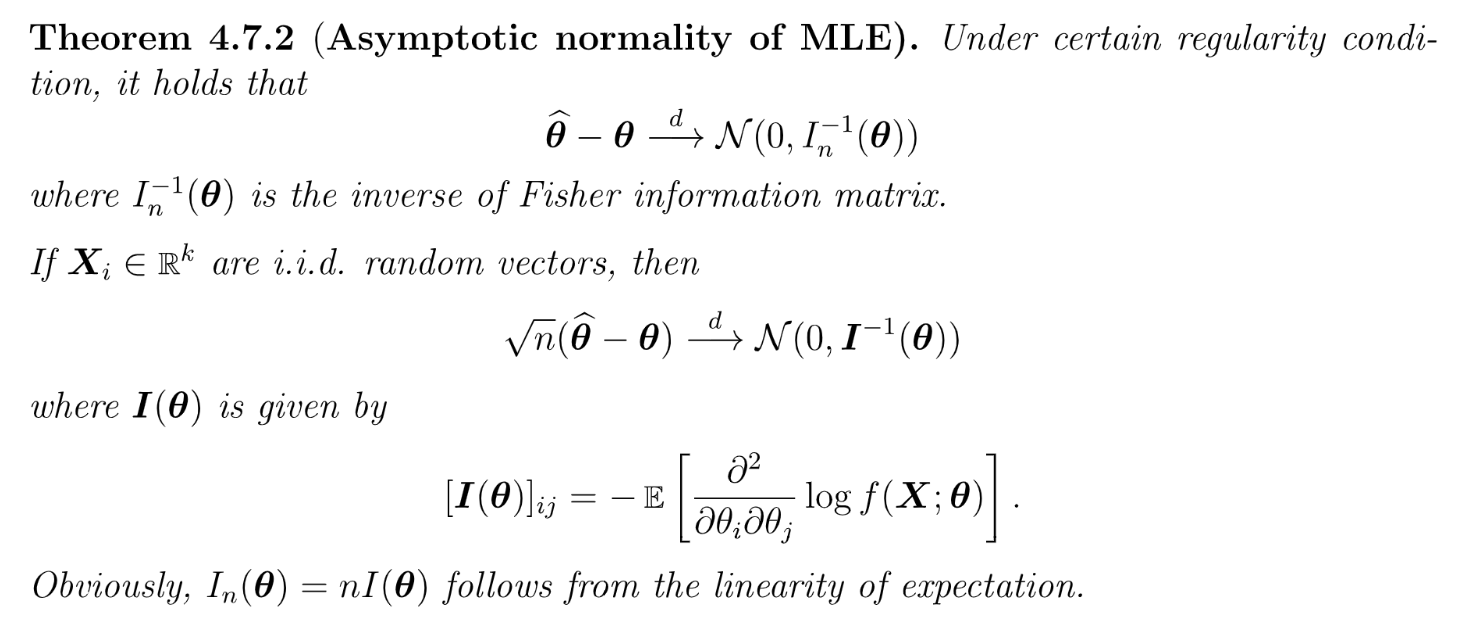 Theorem 4.7.2 (Asymptotic normality of MLE). Under certain regularity condi-
tion, it holds that
$\widehat{\boldsymbol{\theta}} - \boldsymbol{\theta} \xrightarrow{d} \mathcal{N}(0, I_n^{-1}(\boldsymbol{\theta}))$
where $I_n^{-1}(\boldsymbol{\theta})$ is the inverse of Fisher information matrix.
If $\boldsymbol{X}_i \in \mathbb{R}^k$ are i.i.d. random vectors, then
$\sqrt{n}(\widehat{\boldsymbol{\theta}} - \boldsymbol{\theta}) \xrightarrow{d} \mathcal{N}(0, \boldsymbol{I}^{-1}(\boldsymbol{\theta}))$
where $\boldsymbol{I}(\boldsymbol{\theta})$ is given by
$[\boldsymbol{I}(\boldsymbol{\theta})]_{ij} = -\mathbb{E}\left[\frac{\partial^2}{\partial\theta_i \partial\theta_j} \log f(\boldsymbol{X}; \boldsymbol{\theta})\right].$
Obviously, $I_n(\boldsymbol{\theta}) = nI(\boldsymbol{\theta})$ follows from the linearity of expectation.